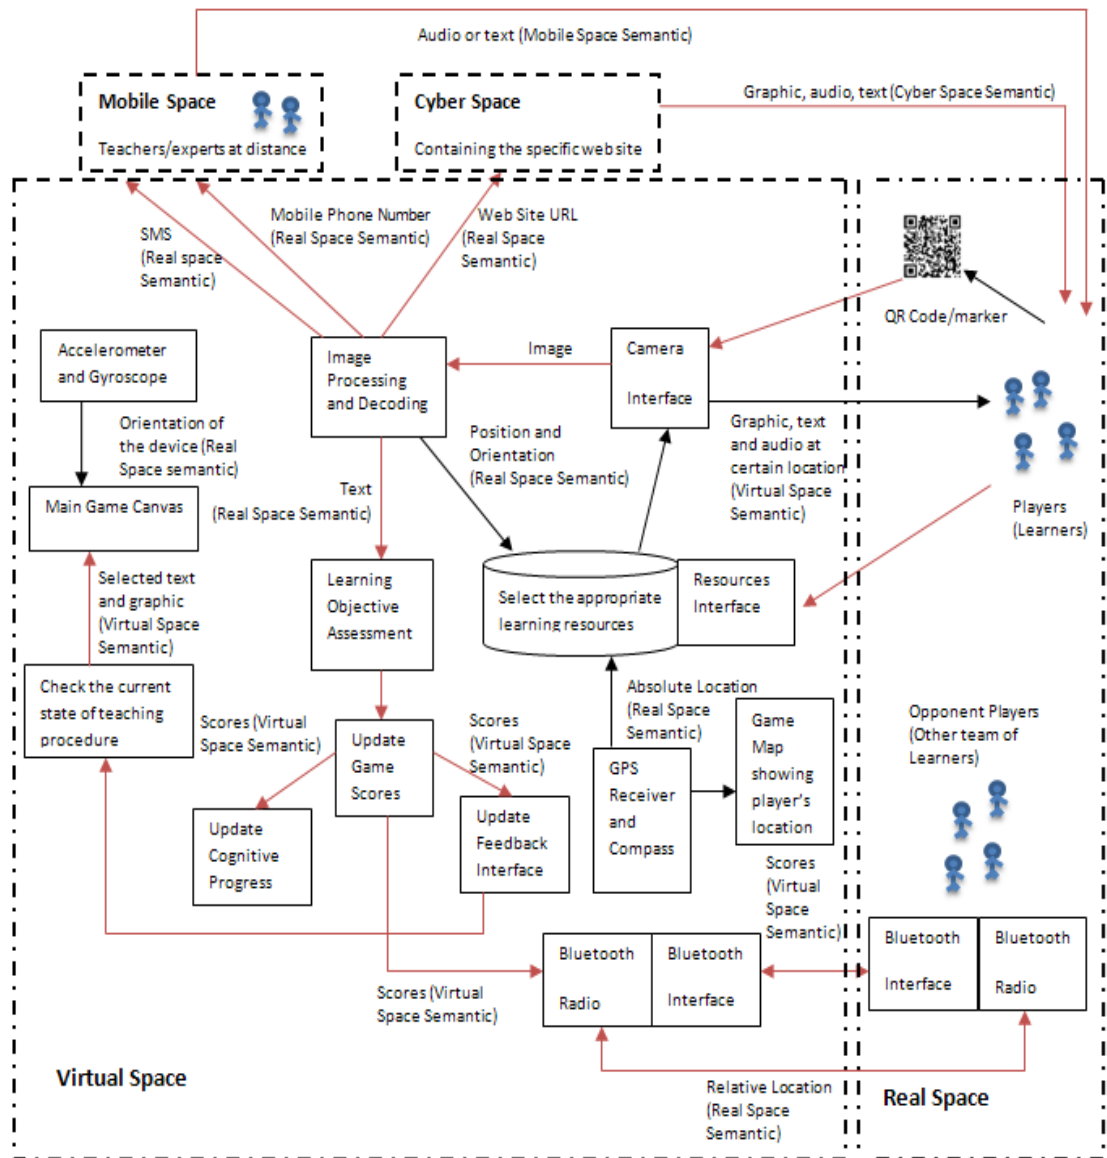 Audio or text (Mobile Space Semantic)
Mobile Space
Teachers/experts at distance
Cyber Space
Containing the specific web site
Graphic, audio, text (Cyber Space Semantic)
SMS
(Real space
Semantic)
Mobile Phone Number
(Real Space Semantic)
Web Site URL
(Real Space
Semantic)
QR Code/marker
Accelerometer
and Gyroscope
Image
Processing
and Decoding
Image
Camera
Interface
Orientation of
the device (Real
Space semantic)
Position and
Orientation
(Real Space Semantic)
Graphic, text
and audio at
certain location
(Virtual Space
Semantic)
Players
(Learners)
Main Game Canvas
Text
(Real Space Semantic)
Selected text
and graphic
(Virtual Space
Semantic)
Learning
Objective
Assessment
Select the appropriate
learning resources
Resources
Interface
Check the current
state of teaching
procedure
Scores (Virtual
Space Semantic)
Update
Game
Scores
Scores
(Virtual Space
Semantic)
Absolute Location
(Real Space
Semantic)
GPS
Receiver
and
Compass
Game
Map
showing
player's
location
Opponent Players
(Other team of
Learners)
Update
Cognitive
Progress
Update
Feedback
Interface
Scores
(Virtual
Space
Semantic)
Scores (Virtual
Space Semantic)
Bluetooth
Radio
Bluetooth
Interface
Bluetooth
Interface
Bluetooth
Radio
Virtual Space
Relative Location
(Real Space
Semantic)
Real Space